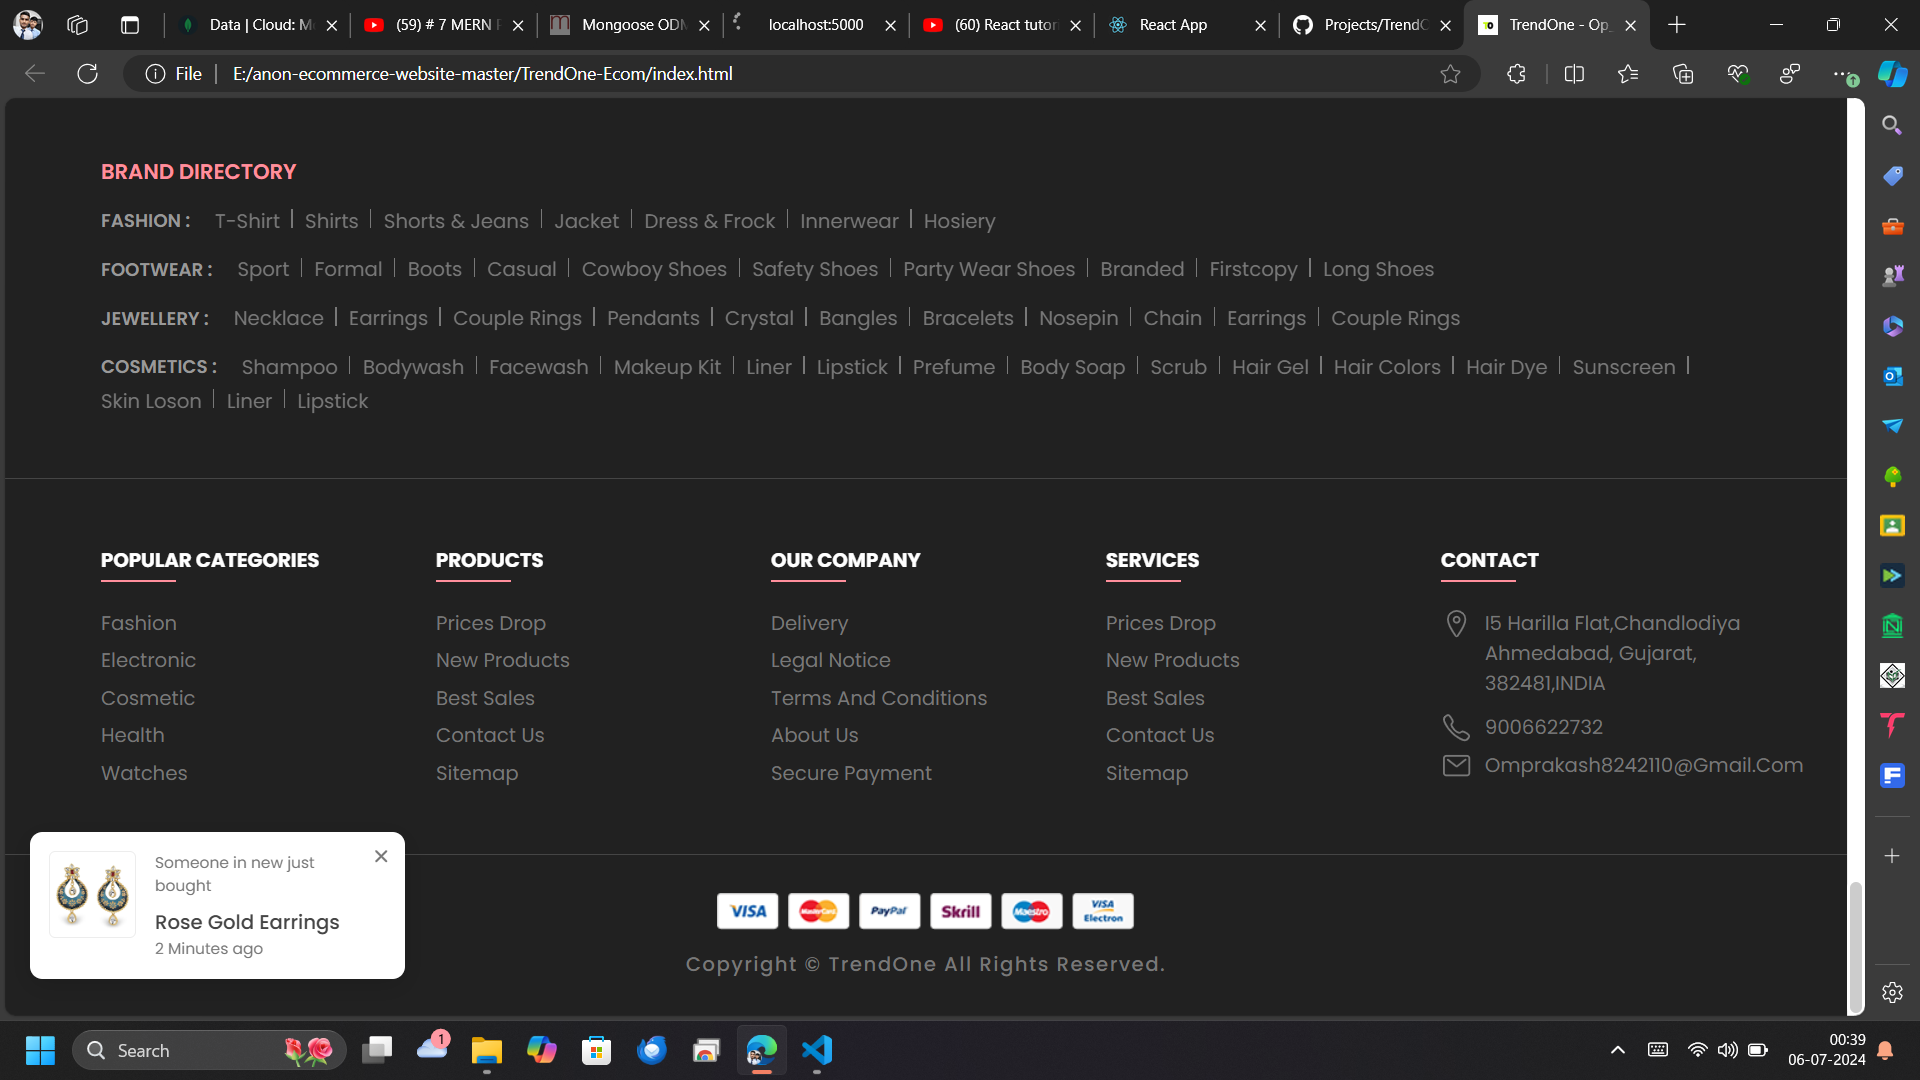 Data | Cloud: M
(59) # 7 MERN
Mongoose ODM
localhost:5000
(60) React tutor
React App
Projects/TrendO
TrendOne - Op
File
E:/anon-ecommerce-website-master/TrendOne-Ecom/index.html
BRAND DIRECTORY
FASHION : T-Shirt | Shirts | Shorts & Jeans | Jacket | Dress & Frock | Innerwear | Hosiery
FOOTWEAR : Sport | Formal | Boots | Casual | Cowboy Shoes | Safety Shoes | Party Wear Shoes | Branded | Firstcopy | Long Shoes
JEWELLERY : Necklace | Earrings | Couple Rings | Pendants | Crystal | Bangles | Bracelets | Nosepin | Chain | Earrings | Couple Rings
COSMETICS : Shampoo | Bodywash | Facewash | Makeup Kit | Liner | Lipstick | Prefume | Body Soap | Scrub | Hair Gel | Hair Colors | Hair Dye | Sunscreen |
Skin Loson | Liner | Lipstick
POPULAR CATEGORIES
Fashion
Electronic
Cosmetic
Health
Watches
PRODUCTS
Prices Drop
New Products
Best Sales
Contact Us
Sitemap
OUR COMPANY
Delivery
Legal Notice
Terms And Conditions
About Us
Secure Payment
SERVICES
Prices Drop
New Products
Best Sales
Contact Us
Sitemap
CONTACT
I5 Harilla Flat,Chandlodiya
Ahmedabad, Gujarat,
382481,INDIA
9006622732
Omprakash8242110@Gmail.Com
Someone in new just
bought
Rose Gold Earrings
2 Minutes ago
VISA
MasterCard
PayPal
Skrill
Maestro
VISA
Electron
Copyright © TrendOne All Rights Reserved.
Search
1
00:39
06-07-2024